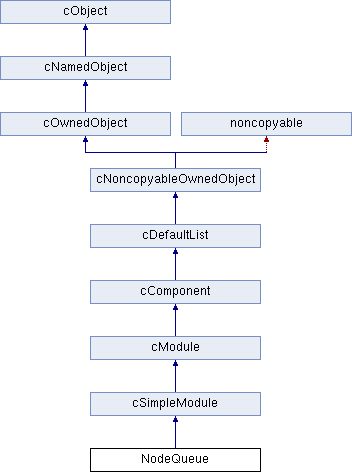 cObject
cNamedObject
cOwnedObject
noncopyable
cNoncopyableOwnedObject
cDefaultList
cComponent
cModule
cSimpleModule
NodeQueue